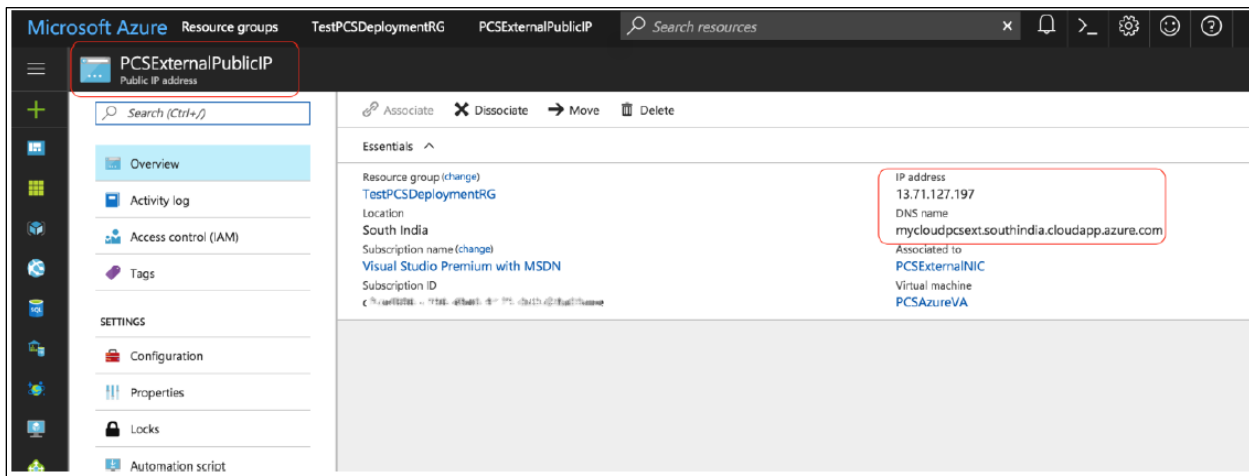 Microsoft Azure Resource groups TestPCSDeploymentRG PCSExternalPublicIP Search resources
PCSExternalPublicIP
Public IP address
Search (Ctrl+/)
Overview
Activity log
Access control (IAM)
Tags
SETTINGS
Configuration
Properties
Locks
Automation script
Associate Dissociate Move Delete
Essentials
Resource group (change)
TestPCSDeploymentRG
Location
South India
Subscription name (change)
Visual Studio Premium with MSDN
Subscription ID
IP address
13.71.127.197
DNS name
mycloudpcsext.southindia.cloudapp.azure.com
Associated to
PCSExternalNIC
Virtual machine
PCSAzureVA